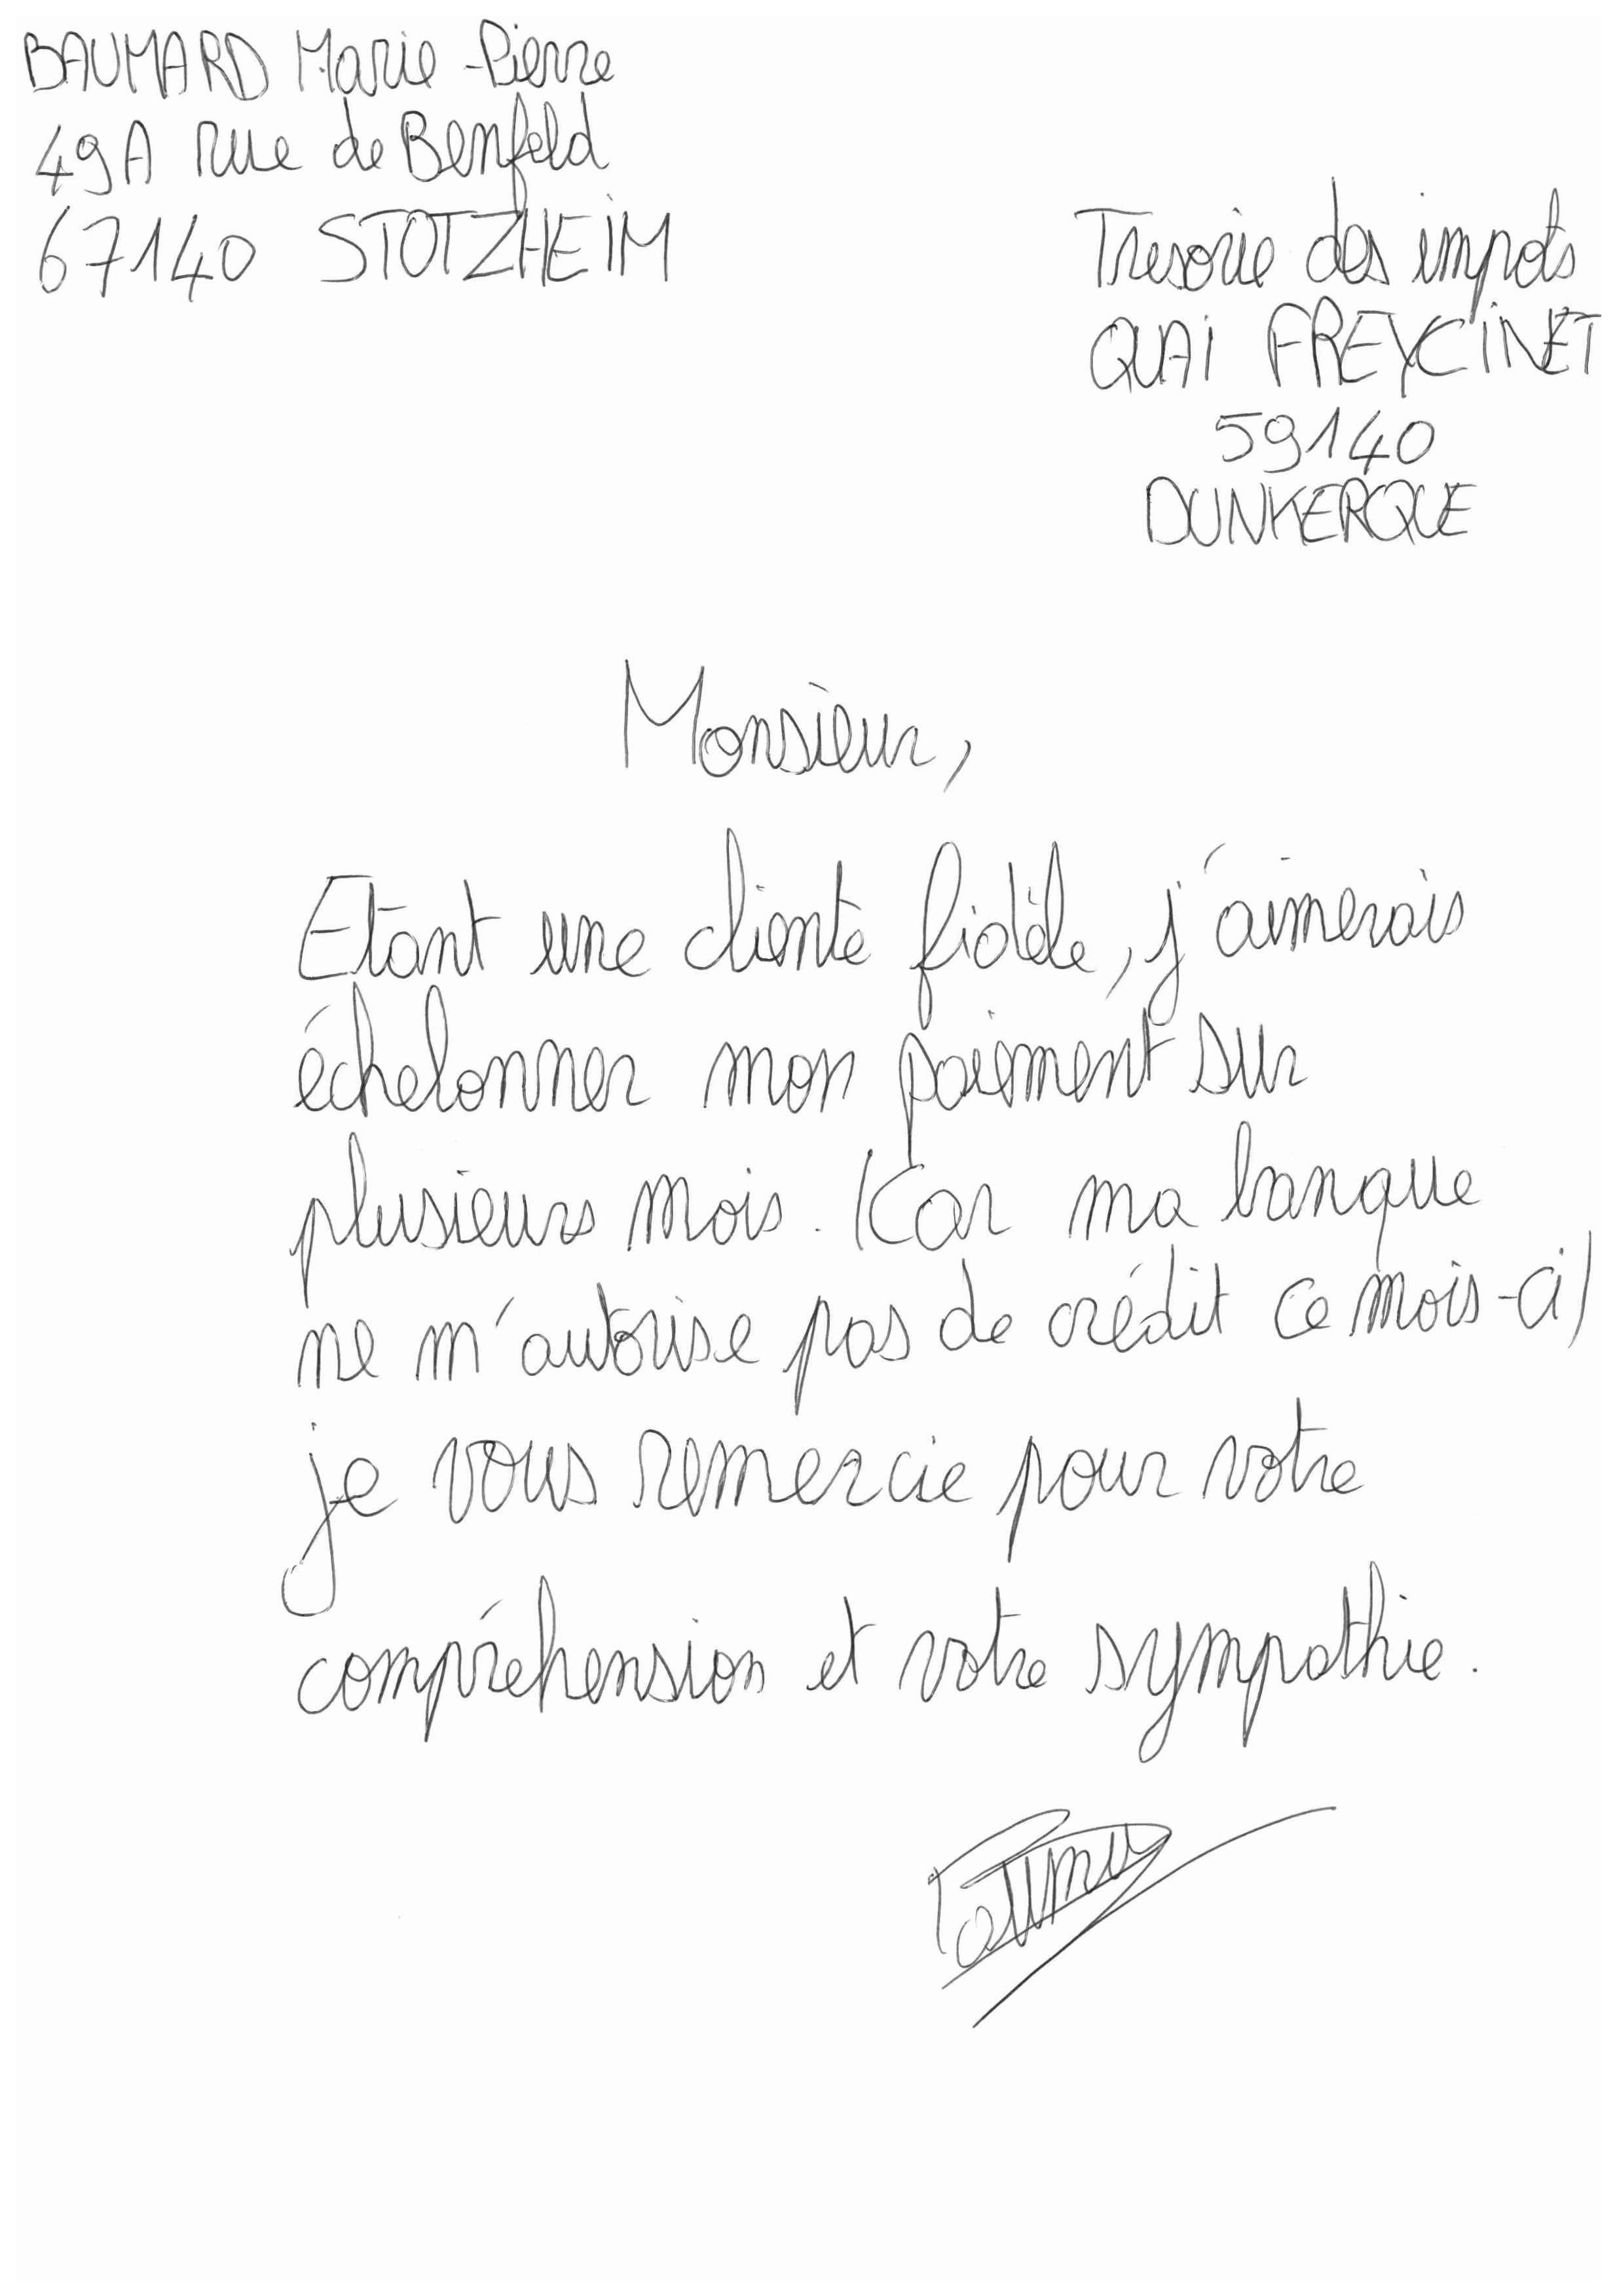 BAUMARD Marie-Pierre
49A rue de Benfeld
67140 STOTZHEIM
Tresorie des impots
QUAI FREYCINET
59140
DUNKERQUE
Monsieur,
Etant une cliente fidèle, j'aimerais
échelonner mon paiement sur
plusieurs mois. (Car ma banque
ne m'autorise pas de crédit ce mois-ci)
je vous remercie pour votre
compréhension et votre sympathie.